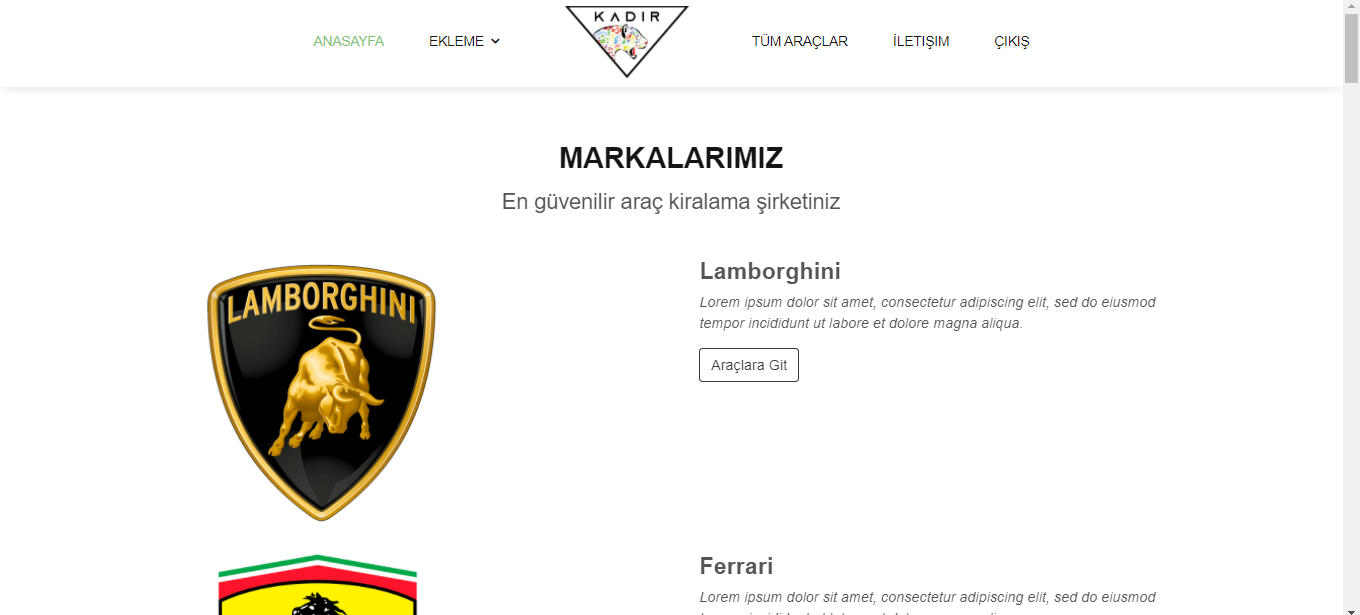 ANASAYFA
EKLEME
KADIR
TÜM ARAÇLAR
İLETİŞİM
ÇIKIŞ
MARKALARIMIZ
En güvenilir araç kiralama şirketiniz
LAMBORGHINI
Lamborghini
Lorem ipsum dolor sit amet, consectetur adipiscing elit, sed do eiusmod
tempor incididunt ut labore et dolore magna aliqua.
Araçlara Git
Ferrari
Lorem ipsum dolor sit amet, consectetur adipiscing elit, sed do eiusmod